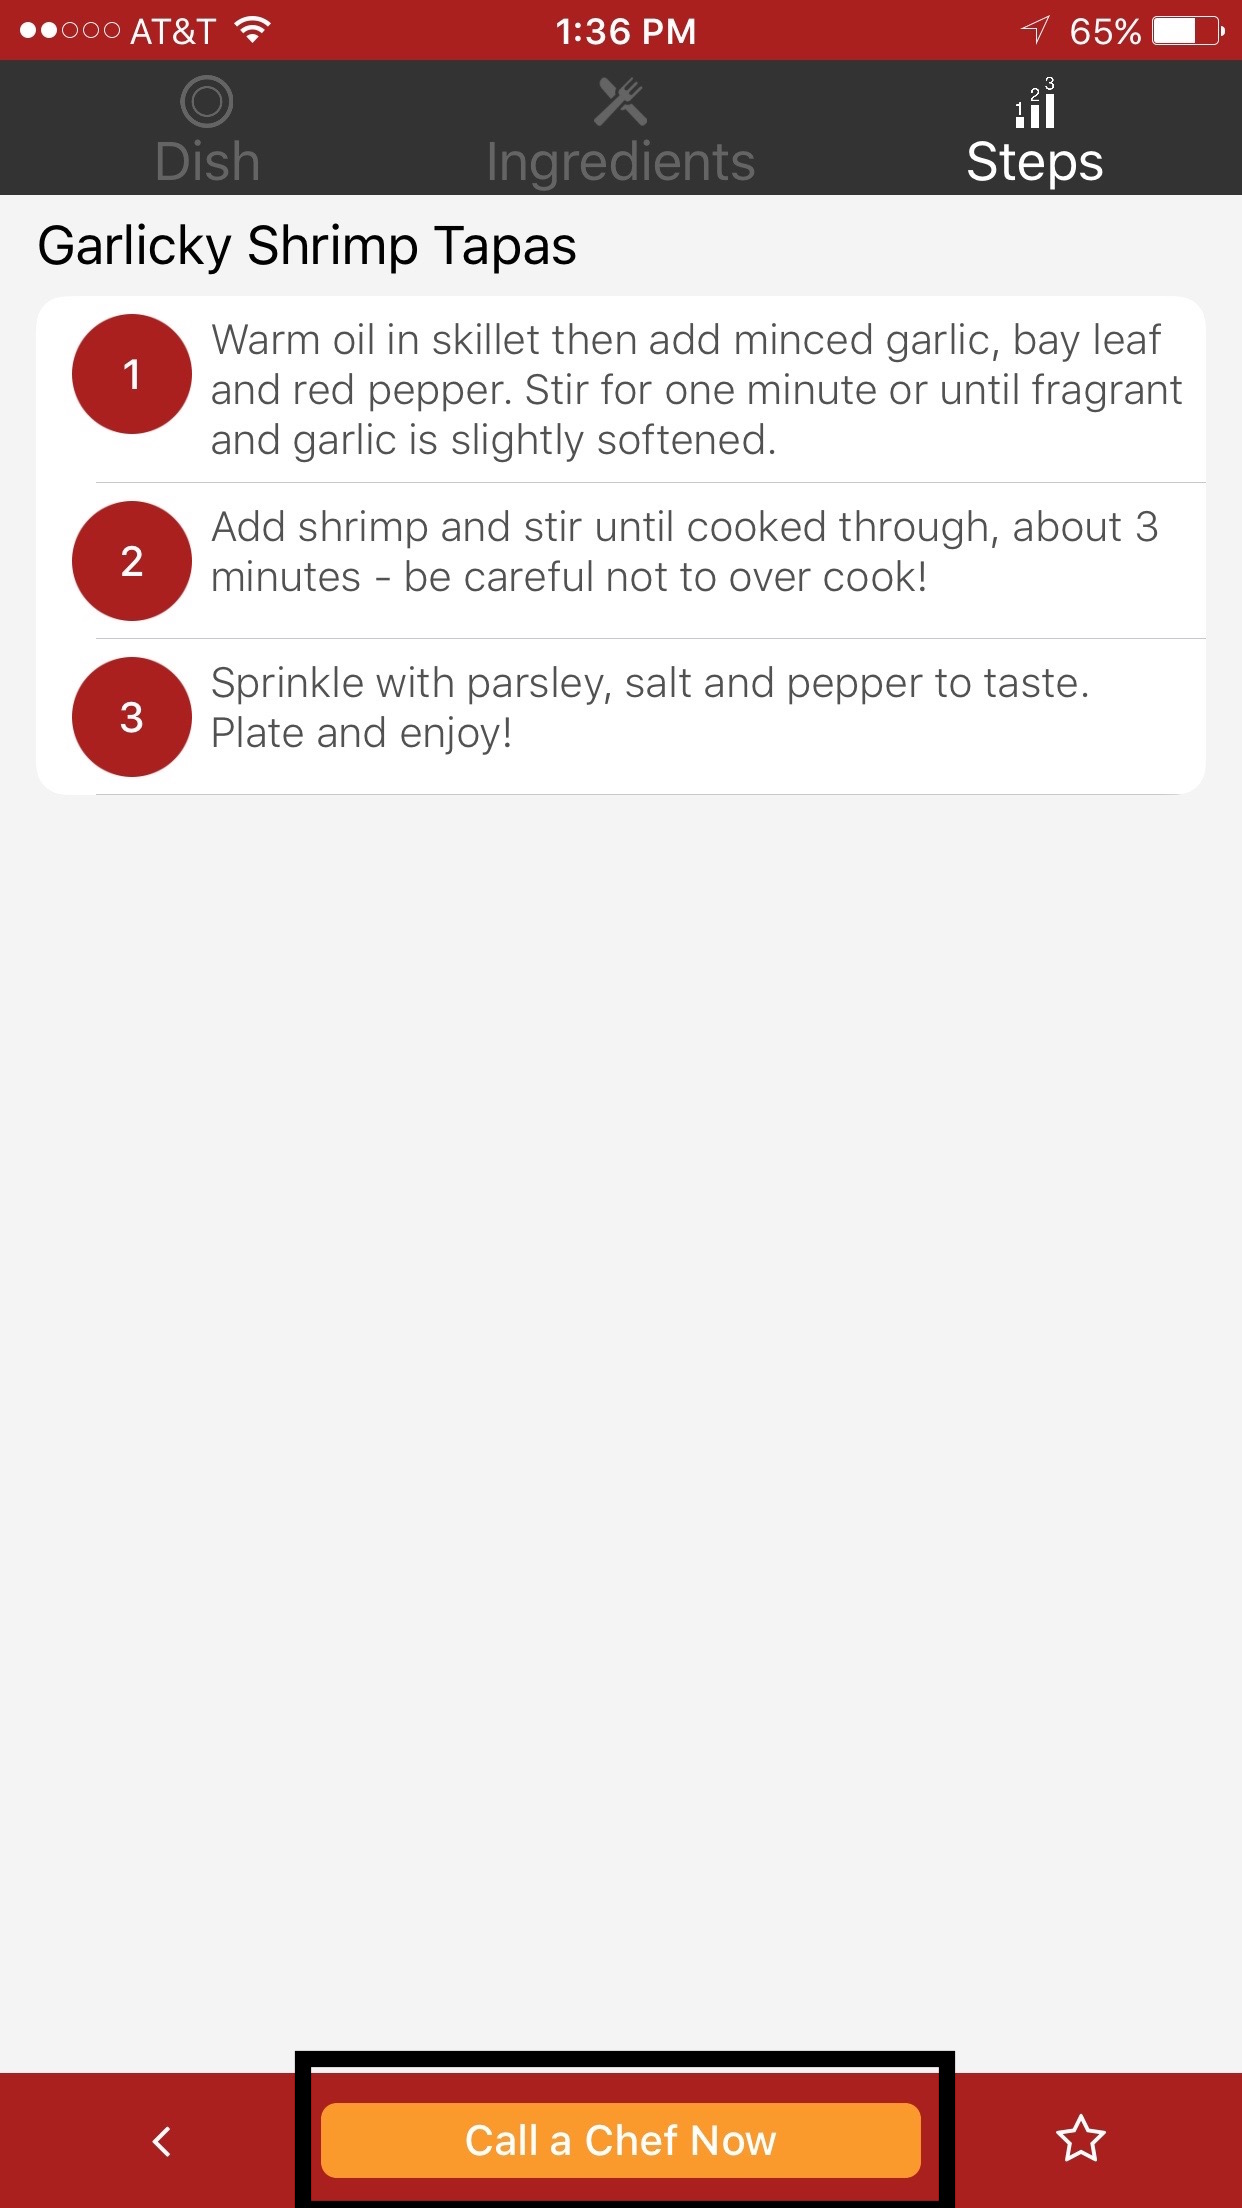 AT&T 1:36 PM 65%
1 2 3
Dish Ingredients Steps
Garlicky Shrimp Tapas
1 Warm oil in skillet then add minced garlic, bay leaf
and red pepper. Stir for one minute or until fragrant
and garlic is slightly softened.
2 Add shrimp and stir until cooked through, about 3
minutes - be careful not to over cook!
3 Sprinkle with parsley, salt and pepper to taste.
Plate and enjoy!
Call a Chef Now